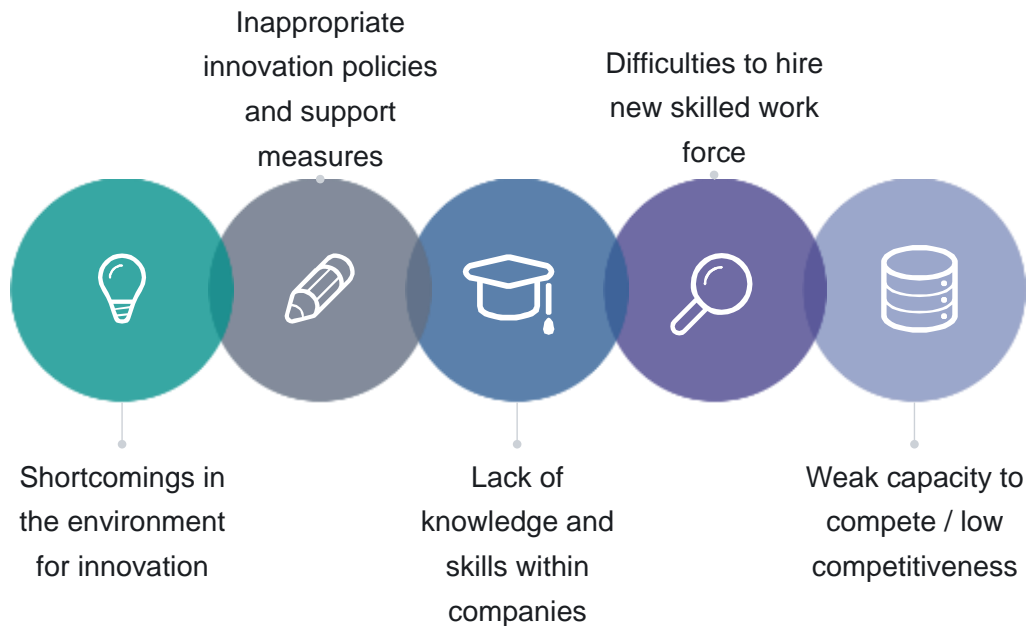 Inappropriate
innovation policies
and support
measures
Difficulties to hire
new skilled work
force
Shortcomings in
the environment
for innovation
Lack of
knowledge and
skills within
companies
Weak capacity to
compete / low
competitiveness